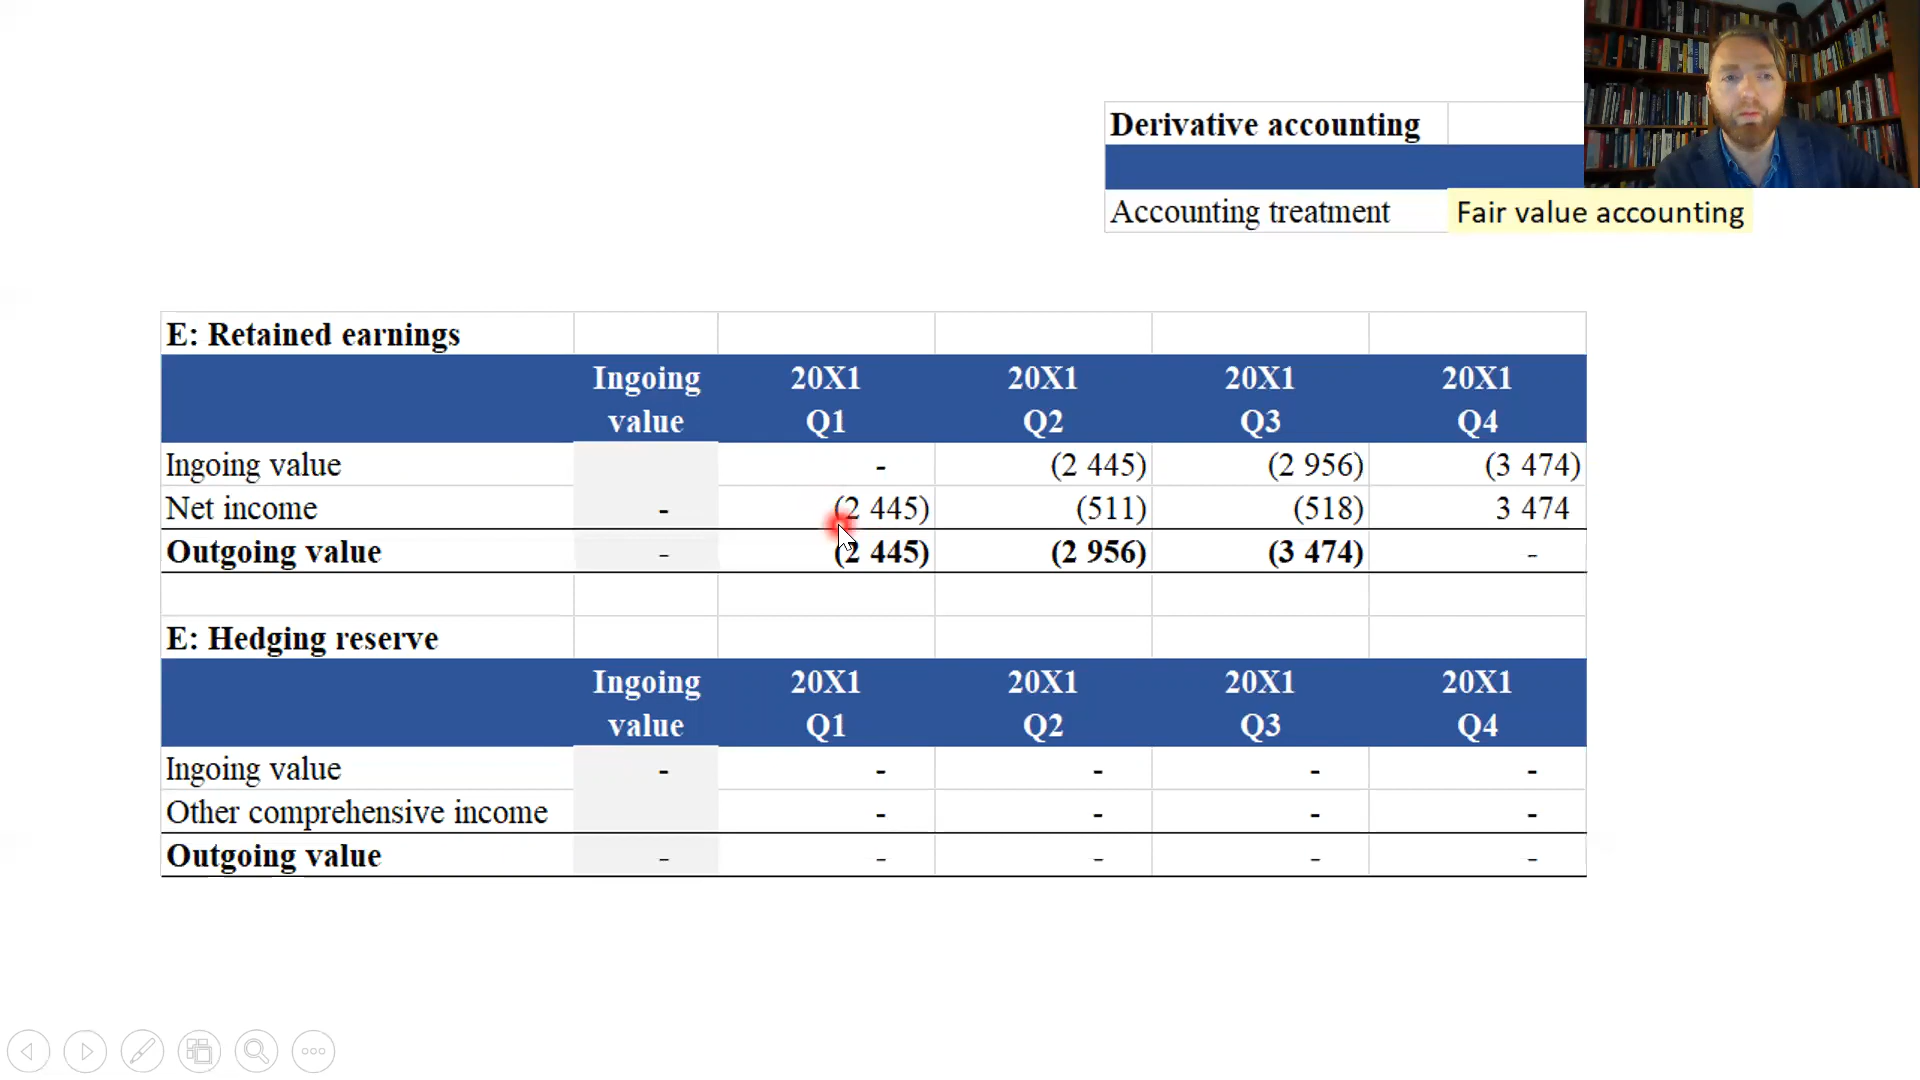 Derivative accounting
Accounting treatment Fair value accounting
E: Retained earnings
Ingoing 20X1 20X1 20X1 20X1
value Q1 Q2 Q3 Q4
Ingoing value - (2 445) (2 956) (3 474)
Net income - (2 445) (511) (518) 3 474
Outgoing value - (2 445) (2 956) (3 474) -
E: Hedging reserve
Ingoing 20X1 20X1 20X1 20X1
value Q1 Q2 Q3 Q4
Ingoing value - - - - -
Other comprehensive income - - - -
Outgoing value - - - - -